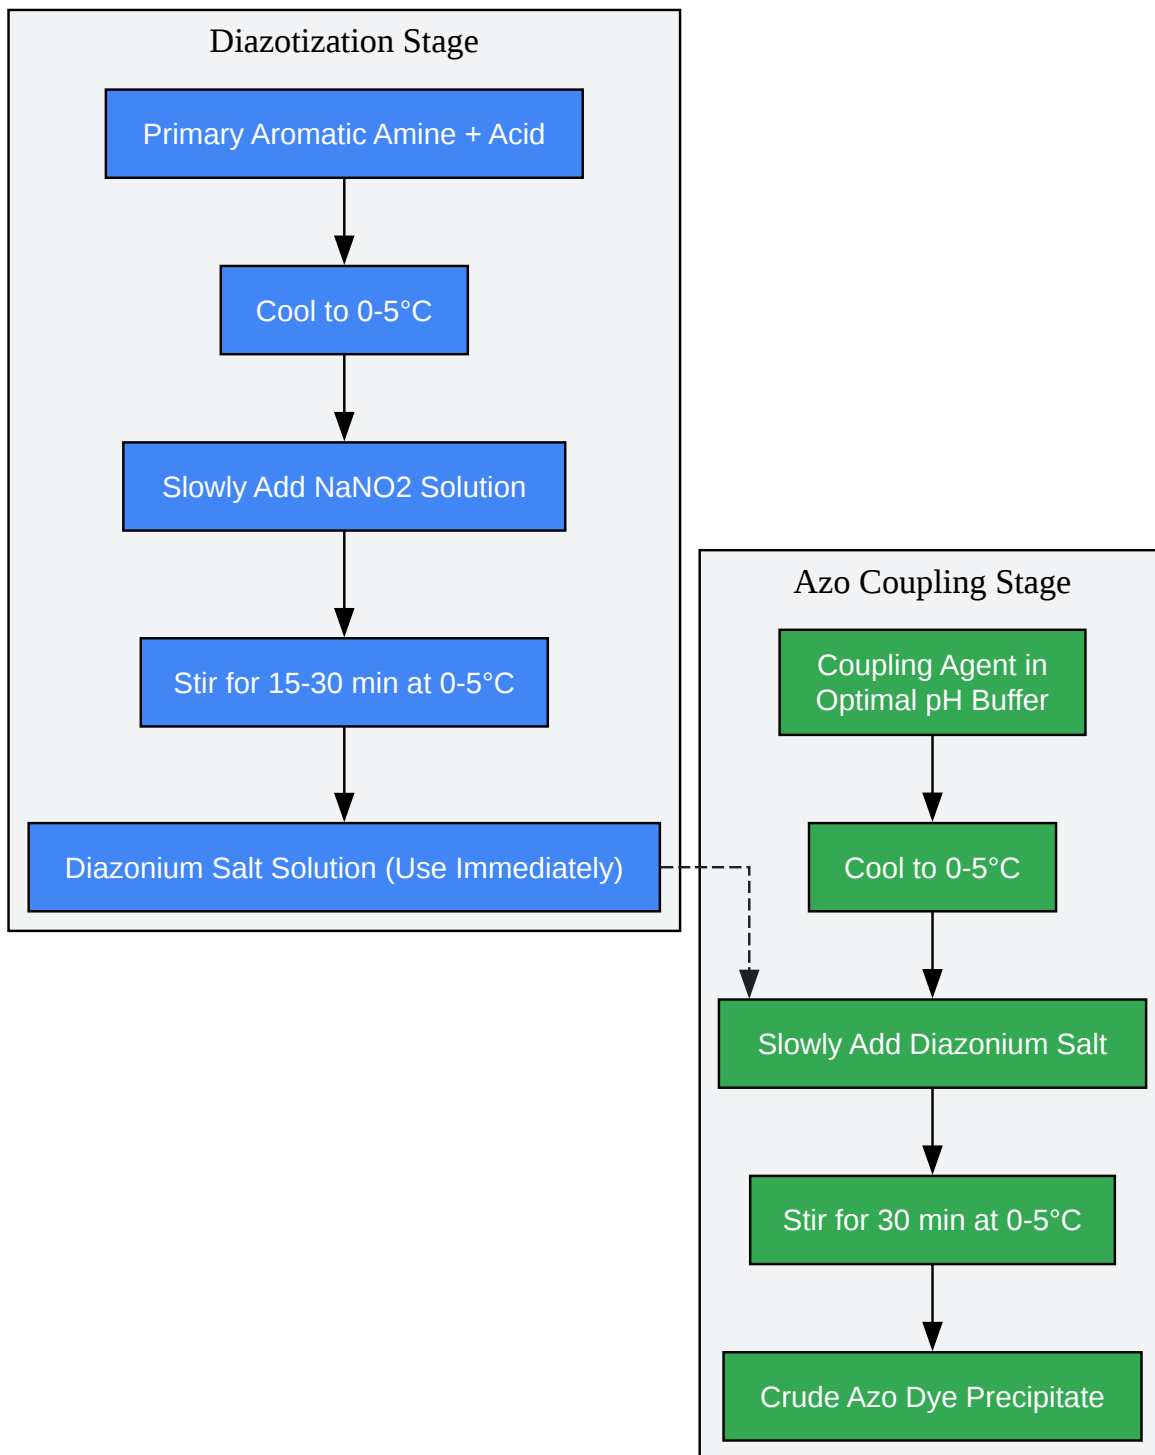 Diazotization Stage
Primary Aromatic Amine + Acid
Cool to 0-5°C
Slowly Add NaNO2 Solution
Stir for 15-30 min at 0-5°C
Diazonium Salt Solution (Use Immediately)
Azo Coupling Stage
Coupling Agent in
Optimal pH Buffer
Cool to 0-5°C
Slowly Add Diazonium Salt
Stir for 30 min at 0-5°C
Crude Azo Dye Precipitate